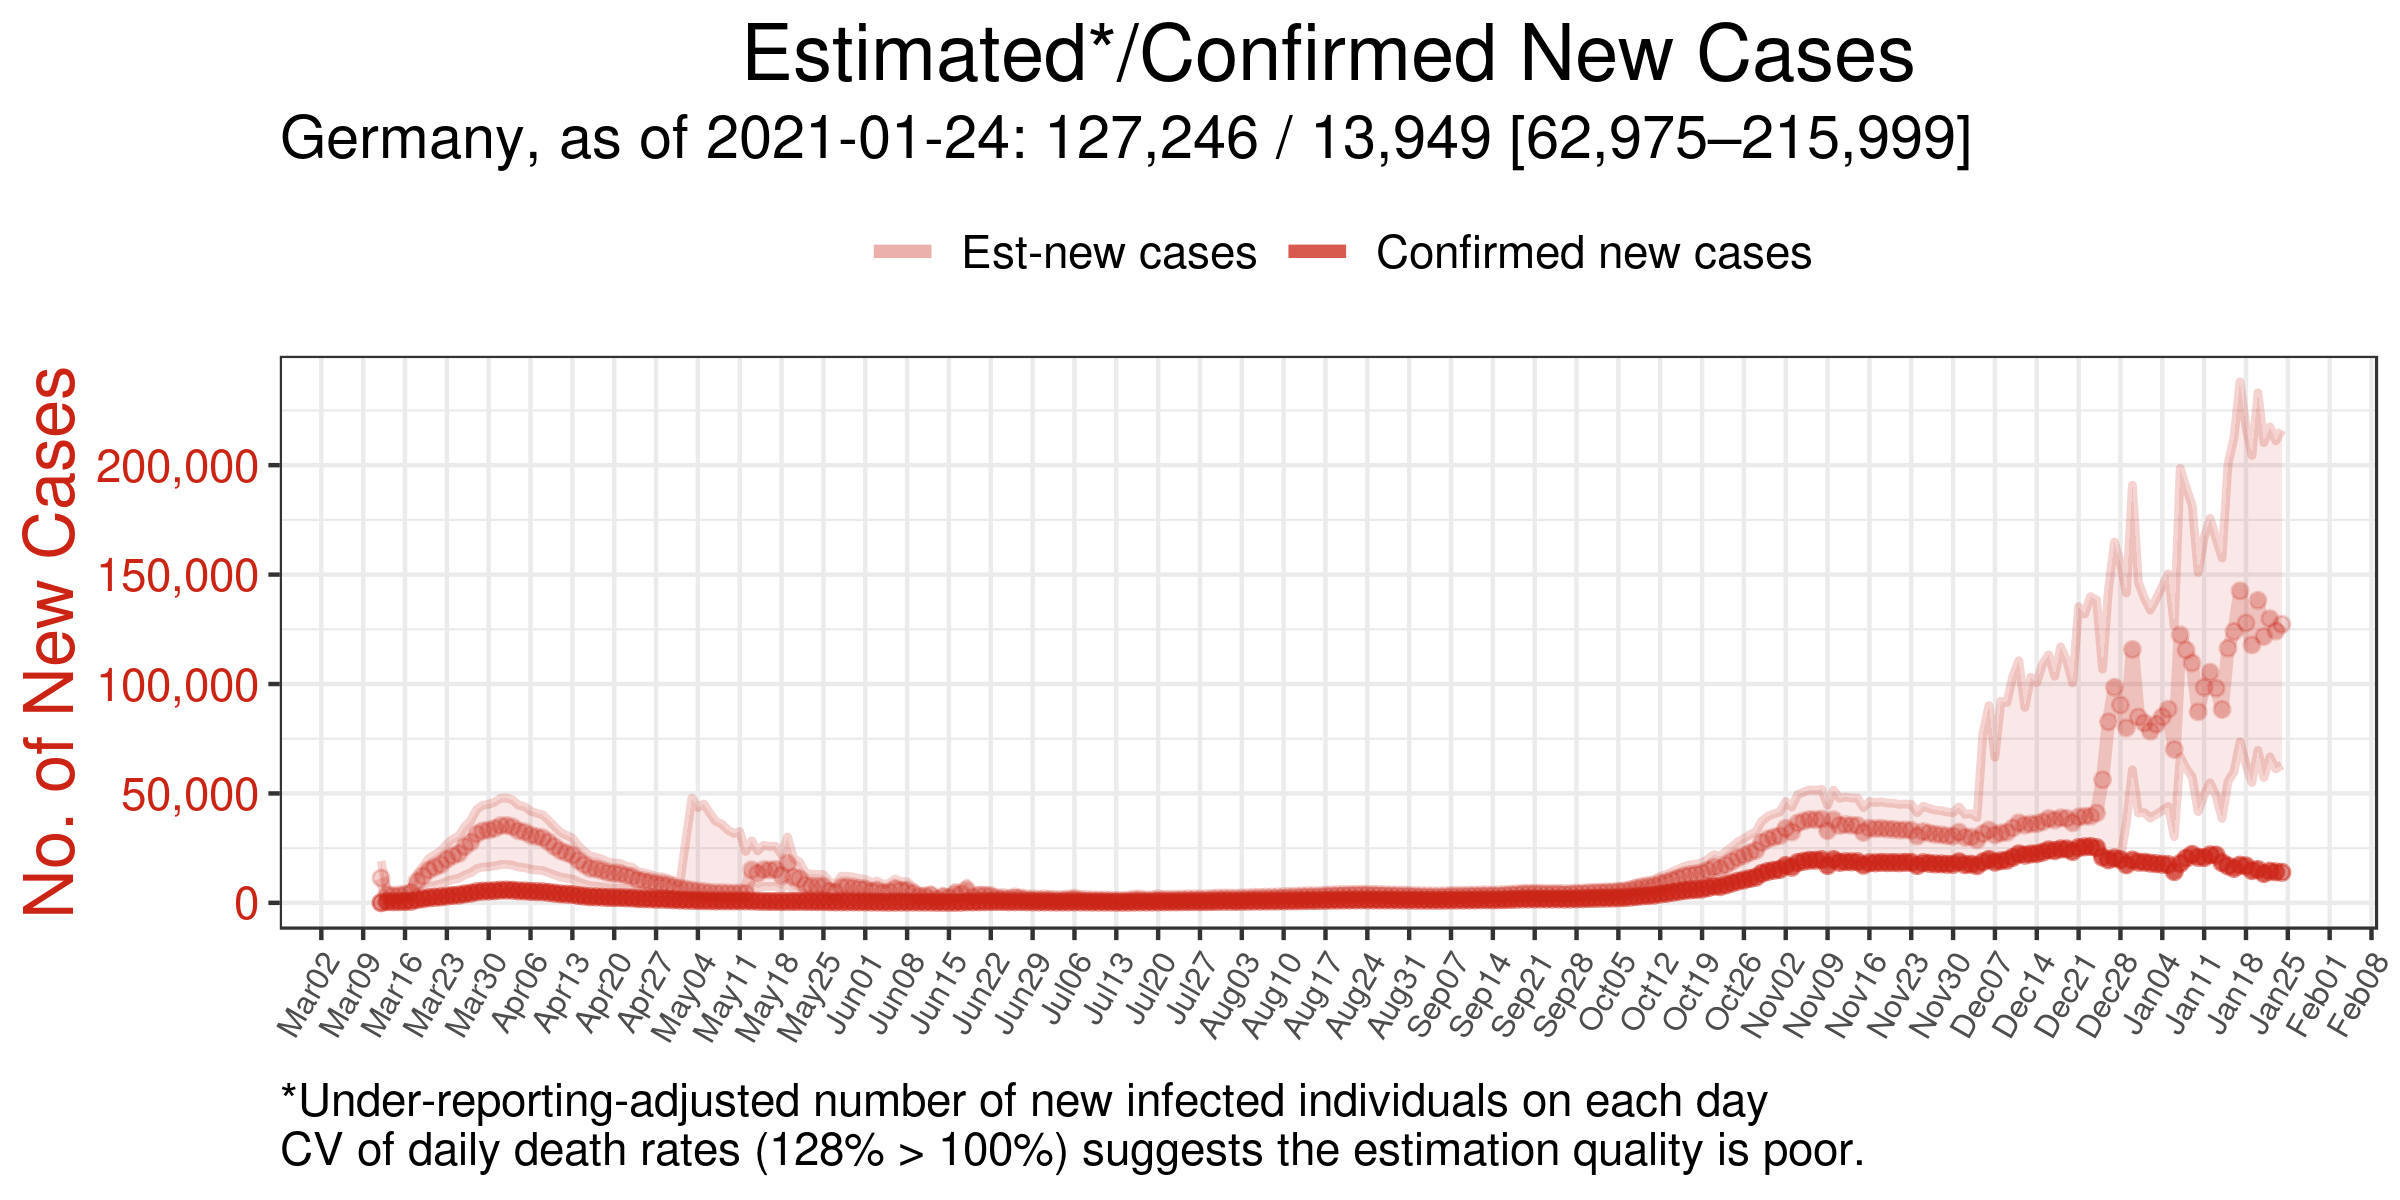 Estimated*/Confirmed New Cases
Germany, as of 2021-01-24: 127,246 / 13,949 [62,975–215,999]
Est-new cases
Confirmed new cases
No. of New Cases
200,000
150,000
100,000
50,000
0
Mar02
Mar09
Mar16
Mar23
Mar30
Apr06
Apr13
Apr20
Apr27
May04
May11
May18
May25
Jun01
Jun08
Jun15
Jun22
Jun29
Jul06
Jul13
Jul20
Jul27
Aug03
Aug10
Aug17
Aug24
Aug31
Sep07
Sep14
Sep21
Sep28
Oct05
Oct12
Oct19
Oct26
Nov02
Nov09
Nov16
Nov23
Nov30
Dec07
Dec14
Dec21
Dec28
Jan04
Jan11
Jan18
Jan25
Feb01
Feb08
*Under-reporting-adjusted number of new infected individuals on each day
CV of daily death rates (128% > 100%) suggests the estimation quality is poor.